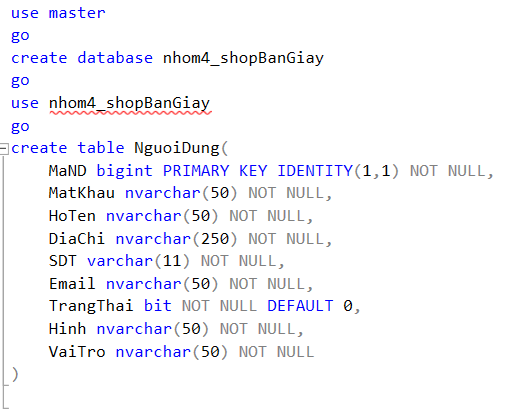 use master
go
create database nhom4_shopBanGiay
go
use nhom4_shopBanGiay
go
create table NguoiDung(
    MaND bigint PRIMARY KEY IDENTITY(1,1) NOT NULL,
    MatKhau nvarchar(50) NOT NULL,
    HoTen nvarchar(50) NOT NULL,
    DiaChi nvarchar(250) NOT NULL,
    SDT varchar(11) NOT NULL,
    Email nvarchar(50) NOT NULL,
    TrangThai bit NOT NULL DEFAULT 0,
    Hinh nvarchar(50) NOT NULL,
    VaiTro nvarchar(50) NOT NULL
)